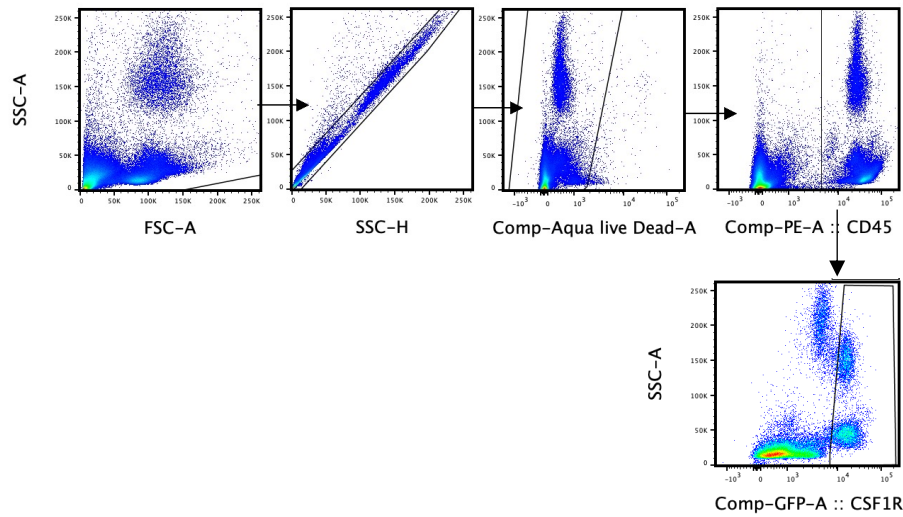 SSC-A
250K
200K
150K
100K
50K
0
0 50K 100K 150K 200K 250K
FSC-A
250K
200K
150K
100K
50K
0
0 50K 100K 150K 200K 250K
SSC-H
250K
200K
150K
100K
50K
0
-10³ 0 10³ 10⁴ 10⁵
Comp-Aqua live Dead-A
250K
200K
150K
100K
50K
0
-10³ 0 10³ 10⁴ 10⁵
Comp-PE-A :: CD45
SSC-A
250K
200K
150K
100K
50K
0
-10³ 0 10³ 10⁴ 10⁵
Comp-GFP-A :: CSF1R